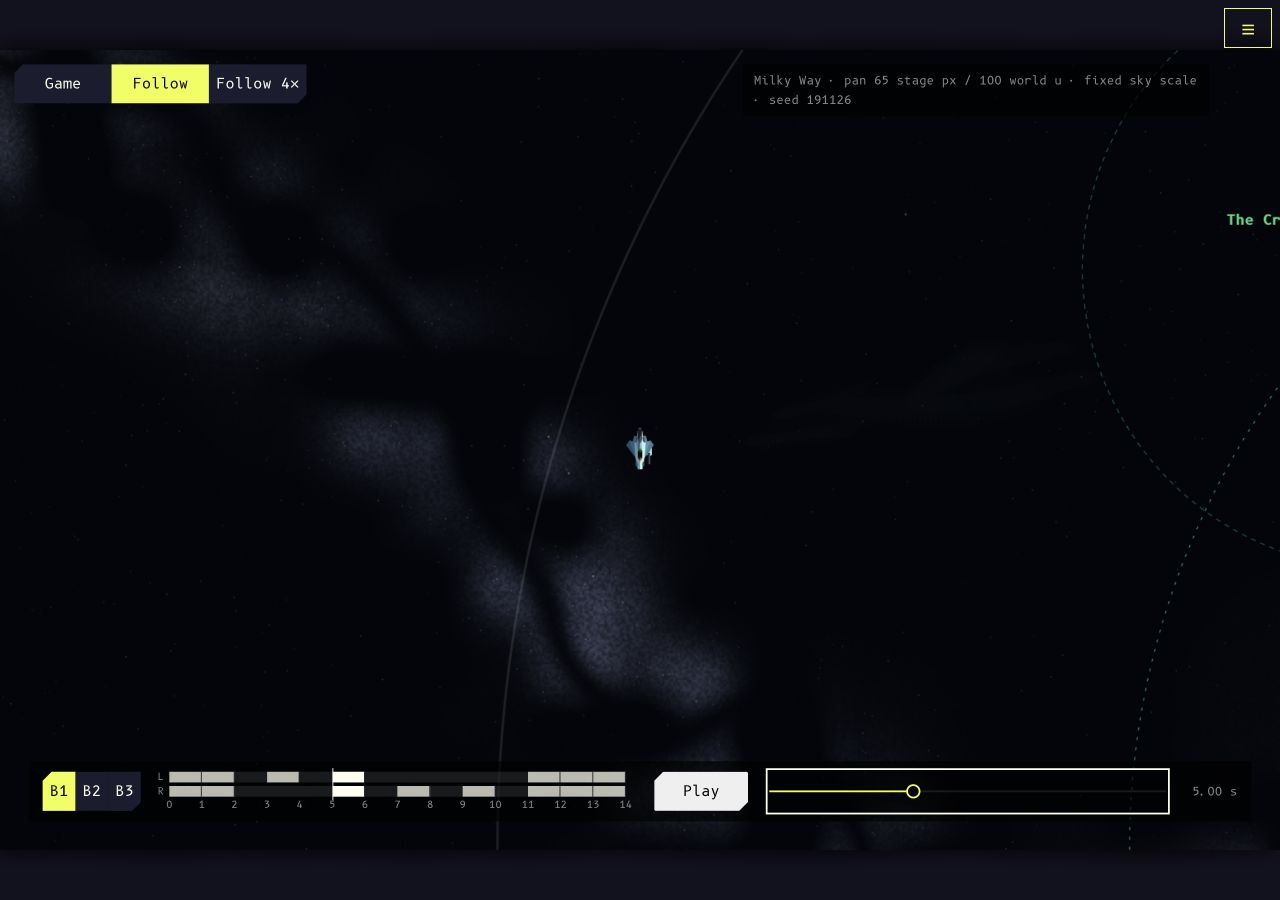 ≡
Game Follow Follow 4×
Milky Way · pan 65 stage px / 100 world u · fixed sky scale
· seed 191126
The Cr
B1 B2 B3
L
R
0 1 2 3 4 5 6 7 8 9 10 11 12 13 14
Play
5.00 s